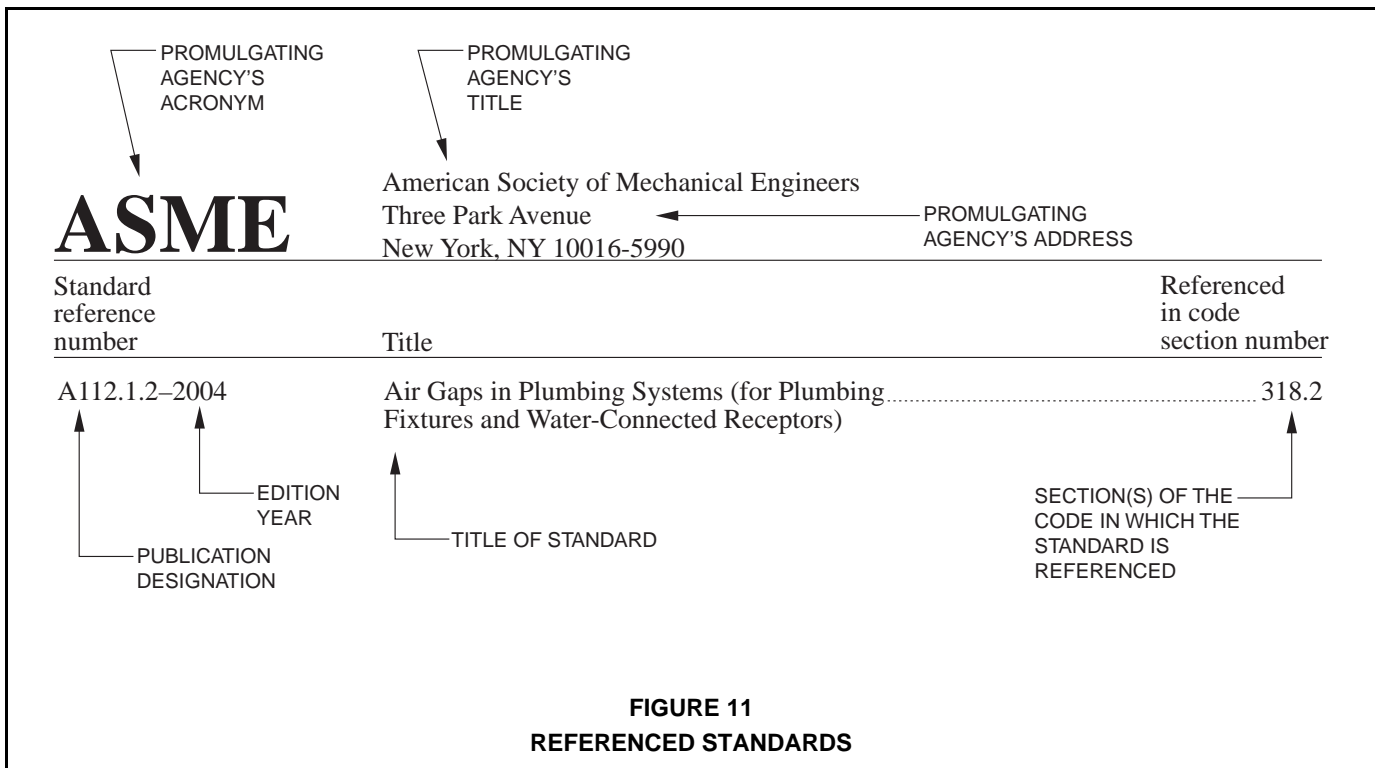 PROMULGATING
AGENCY’S
ACRONYM
PROMULGATING
AGENCY’S
TITLE
ASME
American Society of Mechanical Engineers
Three Park Avenue
New York, NY 10016-5990
PROMULGATING
AGENCY’S ADDRESS
Standard
reference
number
Title
Referenced
in code
section number
A112.1.2–2004
Air Gaps in Plumbing Systems (for Plumbing........................................................ 318.2
Fixtures and Water-Connected Receptors)
EDITION
YEAR
PUBLICATION
DESIGNATION
TITLE OF STANDARD
SECTION(S) OF THE
CODE IN WHICH THE
STANDARD IS
REFERENCED
FIGURE 11
REFERENCED STANDARDS